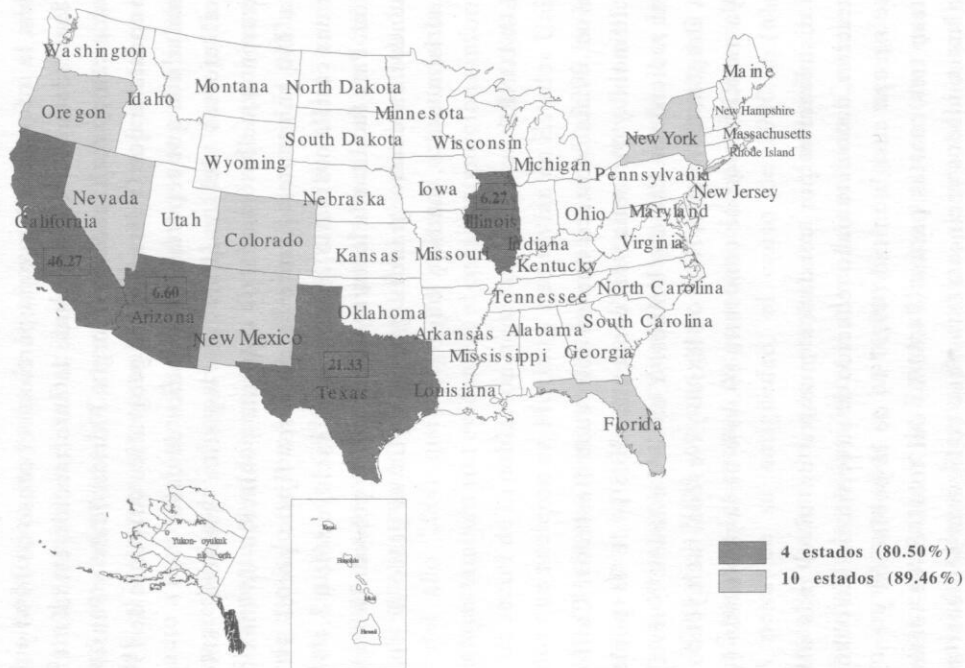 Washington
Montana
North Dakota
Minnesota
Maine
Oregon
Idaho
South Dakota
Wisconsin
Michigan
New York
New Hampshire
Massachusetts
Rhode Island
Wyoming
Nebraska
Iowa
6.27
Illinois
Pennsylvania
New Jersey
Nevada
Utah
Colorado
Kansas
Missouri
Indiana
Ohio
Maryland
Virginia
California
46.27
Kentucky
6.60
Arizona
New Mexico
Oklahoma
Arkansas
Tennessee
North Carolina
South Carolina
21.33
Texas
Louisiana
Mississippi
Alabama
Georgia
Florida
Hawaii
4 estados (80.50%)
10 estados (89.46%)